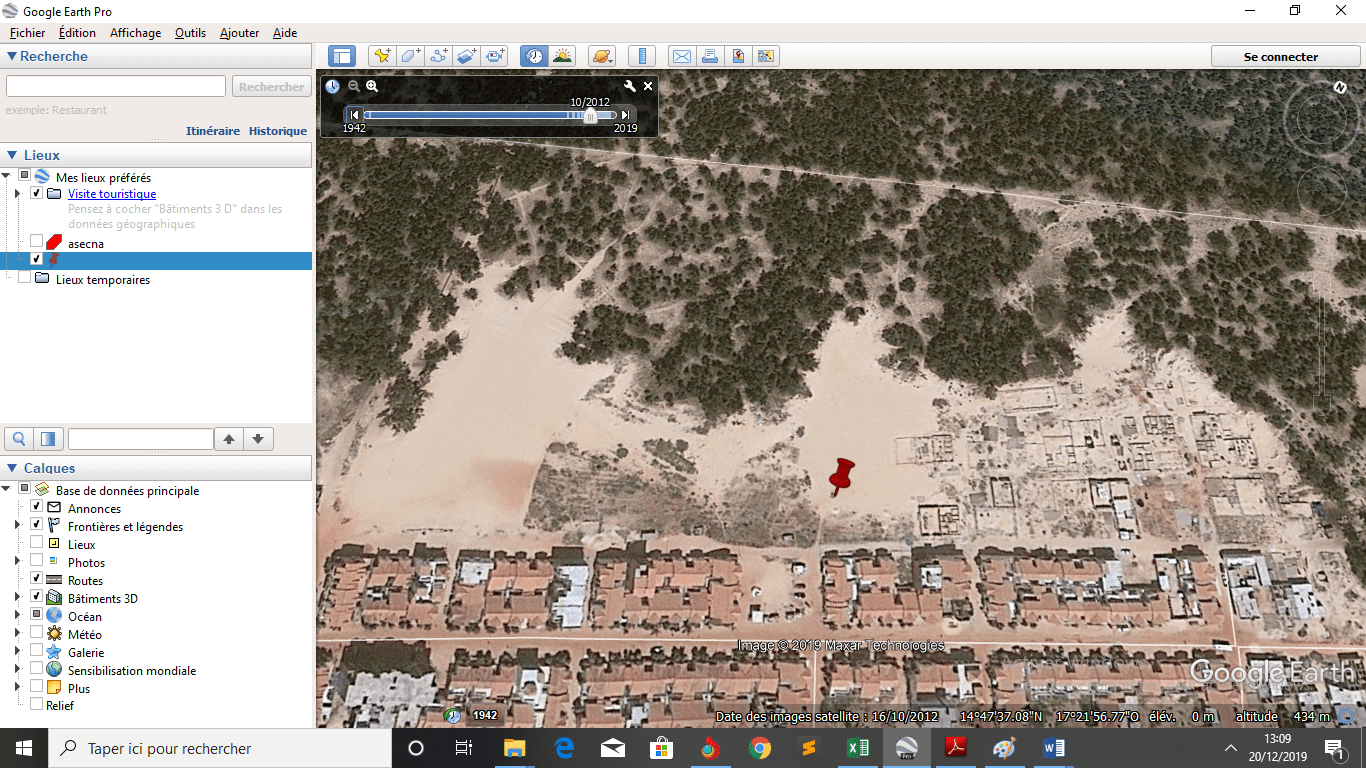 Google Earth Pro
Fichier Édition Affichage Outils Ajouter Aide
Recherche
Se connecter
Rechercher
exemple: Restaurant
Itinéraire Historique
10/2012
1942
2019
N
Lieux
Mes lieux préférés
Visite touristique
Pensez à cocher "Bâtiments 3 D" dans les
données géographiques
asecna
Lieux temporaires
Calques
Base de données principale
Annonces
Frontières et légendes
Lieux
Photos
Routes
Bâtiments 3D
Océan
Météo
Galerie
Sensibilisation mondiale
Plus
Relief
Image © 2019 Maxar Technologies
Google Earth
1942
Date des images satellite : 16/10/2012 14°47'37.08"N 17°21'56.77"O élév. 0 m altitude 434 m
Taper ici pour rechercher
13:09
20/12/2019